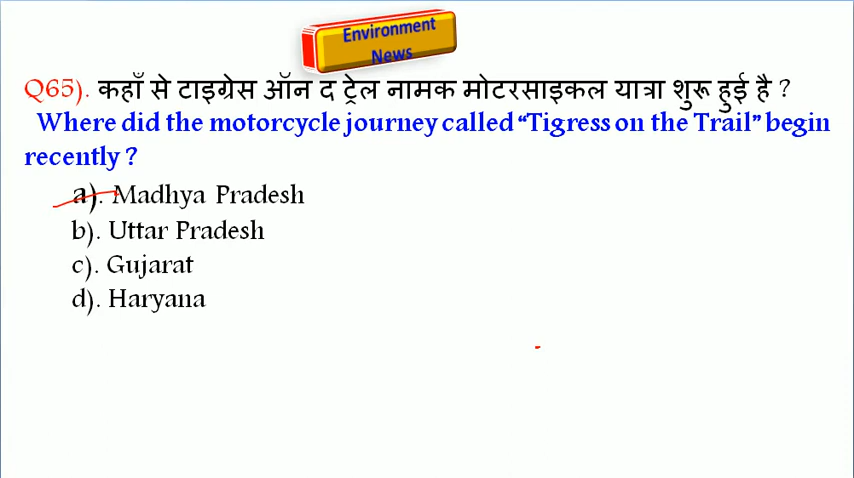 Environment
News
Q65). कहाँ से टाइग्रेस ऑन द ट्रेल नामक मोटरसाइकल यात्रा शुरू हुई है ?
Where did the motorcycle journey called “Tigress on the Trail” begin
recently ?
a). Madhya Pradesh
b). Uttar Pradesh
c). Gujarat
d). Haryana